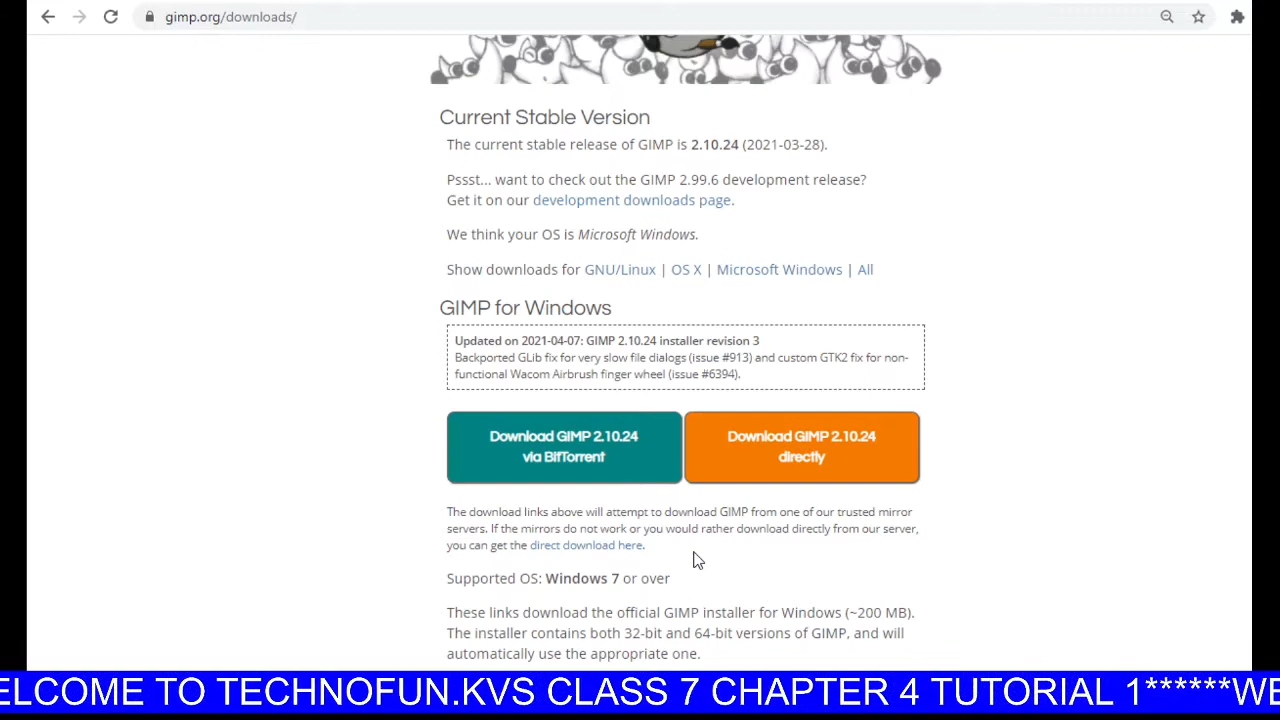 gimp.org/downloads/
Current Stable Version
The current stable release of GIMP is 2.10.24 (2021-03-28).
Pssst... want to check out the GIMP 2.99.6 development release?
Get it on our development downloads page.
We think your OS is Microsoft Windows.
Show downloads for GNU/Linux | OS X | Microsoft Windows | All
GIMP for Windows
Updated on 2021-04-07: GIMP 2.10.24 installer revision 3
Backported GLib fix for very slow file dialogs (issue #913) and custom GTK2 fix for non-
functional Wacom Airbrush finger wheel (issue #6394).
Download GIMP 2.10.24
via BitTorrent
Download GIMP 2.10.24
directly
The download links above will attempt to download GIMP from one of our trusted mirror
servers. If the mirrors do not work or you would rather download directly from our server,
you can get the direct download here.
Supported OS: Windows 7 or over
These links download the official GIMP installer for Windows (~200 MB).
The installer contains both 32-bit and 64-bit versions of GIMP, and will
automatically use the appropriate one.
ELCOME TO TECHNOFUN.KVS CLASS 7 CHAPTER 4 TUTORIAL 1******WE